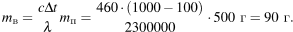 m_в = cΔt/λ m_п = 460 · (1000 − 100)/2300000 · 500 г = 90 г.